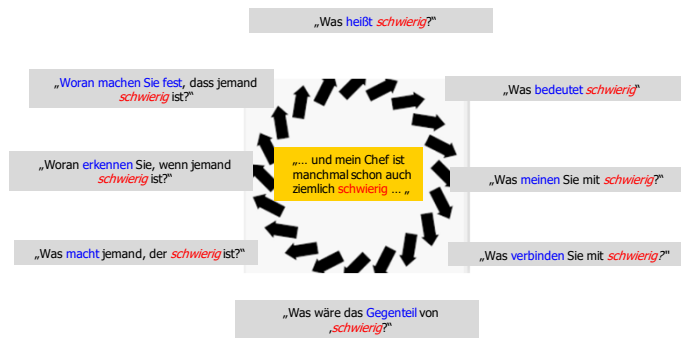 „Was heißt schwierig?“
„Woran machen Sie fest, dass jemand
schwierig ist?“
„Was bedeutet schwierig“
„Woran erkennen Sie, wenn jemand
schwierig ist?“
„... und mein Chef ist
manchmal schon auch
ziemlich schwierig ... „
„Was meinen Sie mit schwierig?“
„Was macht jemand, der schwierig ist?“
„Was verbinden Sie mit schwierig?"
„Was wäre das Gegenteil von
‚schwierig?“